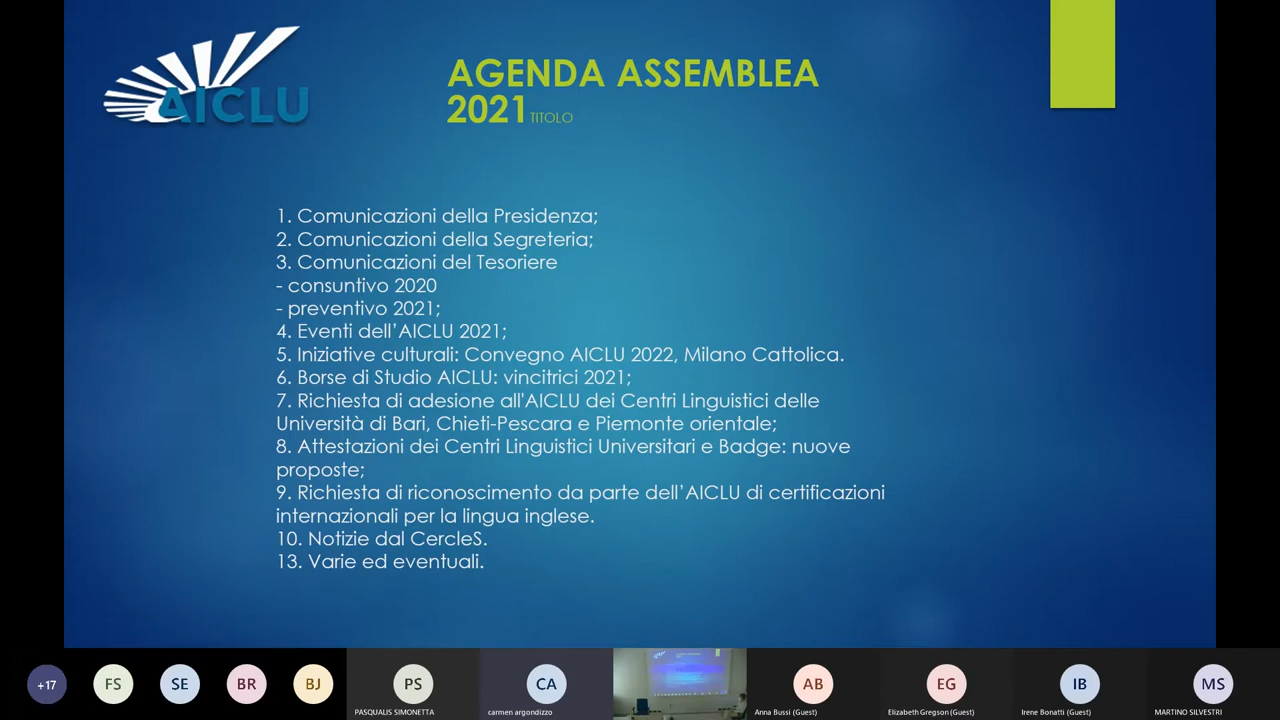 AICLU
AGENDA ASSEMBLEA
2021 TITOLO
1. Comunicazioni della Presidenza;
2. Comunicazioni della Segreteria;
3. Comunicazioni del Tesoriere
- consuntivo 2020
- preventivo 2021;
4. Eventi dell’AICLU 2021;
5. Iniziative culturali: Convegno AICLU 2022, Milano Cattolica.
6. Borse di Studio AICLU: vincitrici 2021;
7. Richiesta di adesione all'AICLU dei Centri Linguistici delle
Università di Bari, Chieti-Pescara e Piemonte orientale;
8. Attestazioni dei Centri Linguistici Universitari e Badge: nuove
proposte;
9. Richiesta di riconoscimento da parte dell’AICLU di certificazioni
internazionali per la lingua inglese.
10. Notizie dal CercleS.
13. Varie ed eventuali.
+17 FS SE BR BJ PS CA AB EG IB MS
PASQUALIS SIMONETTA carmen argondizzo Anna Bussi (Guest) Elizabeth Gregson (Guest) Irene Bonatti (Guest) MARTINO SILVESTRI